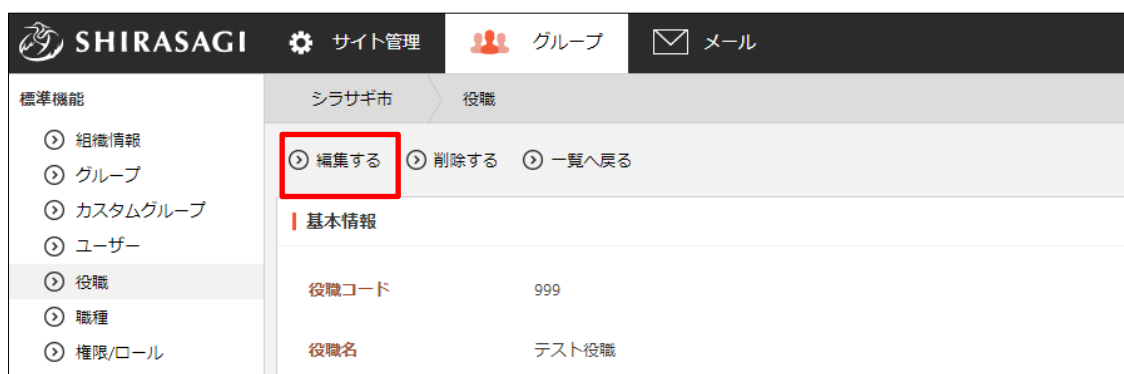 SHIRASAGI サイト管理 グループ メール
標準機能
シラサギ市 役職
組織情報
グループ
カスタムグループ
ユーザー
役職
職種
権限/ロール
編集する 削除する 一覧へ戻る
基本情報
役職コード 999
役職名 テスト役職